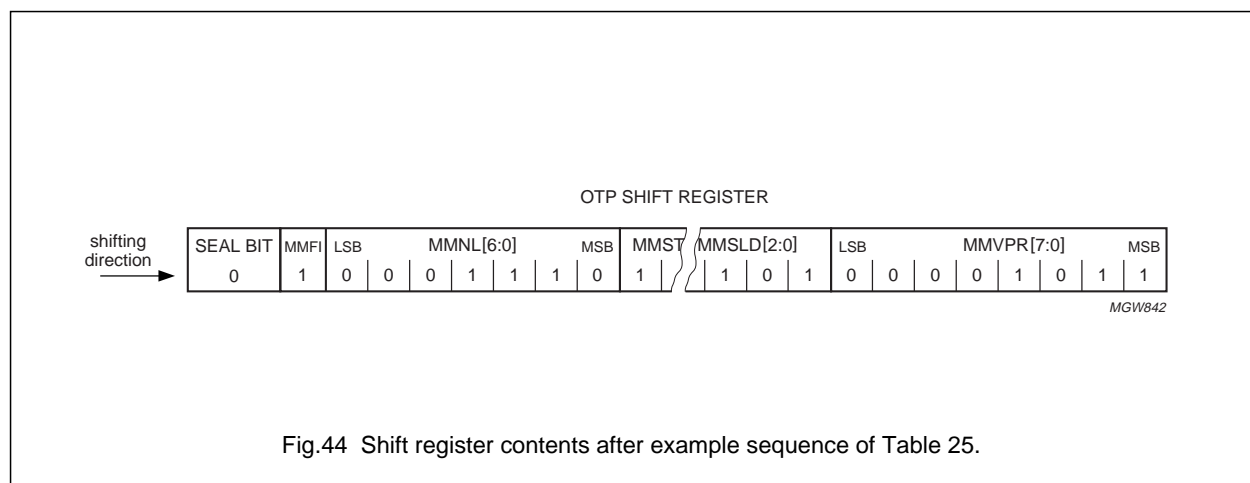 OTP SHIFT REGISTER
shifting
direction
SEAL BIT MMFI LSB MMNL[6:0] MSB MMST MMSLD[2:0] LSB MMVPR[7:0] MSB
0 1 0 0 0 1 1 1 0 1 1 0 1 0 0 0 0 1 0 1 1
MGW842
Fig.44 Shift register contents after example sequence of Table 25.